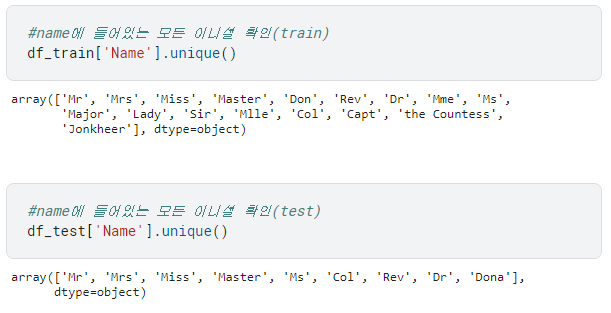 #name에 들어있는 모든 이니셜 확인(train)
df_train['Name'].unique()
array(['Mr', 'Mrs', 'Miss', 'Master', 'Don', 'Rev', 'Dr', 'Mme', 'Ms',
'Major', 'Lady', 'Sir', 'Mlle', 'Col', 'Capt', 'the Countess',
'Jonkheer'], dtype=object)
#name에 들어있는 모든 이니셜 확인(test)
df_test['Name'].unique()
array(['Mr', 'Mrs', 'Miss', 'Master', 'Ms', 'Col', 'Rev', 'Dr', 'Dona'],
dtype=object)